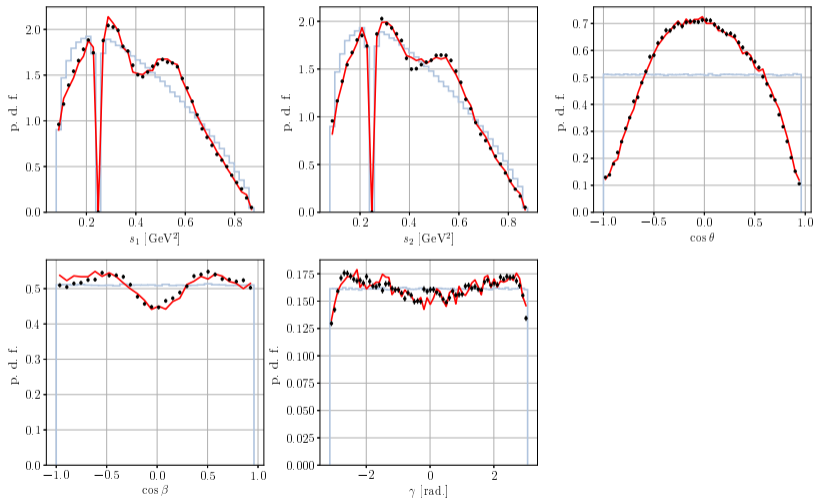 p. d. f.
2.0
1.5
1.0
0.5
0.0
0.2 0.4 0.6 0.8
s₁ [GeV²]
p. d. f.
2.0
1.5
1.0
0.5
0.0
0.2 0.4 0.6 0.8
s₂ [GeV²]
p. d. f.
0.7
0.6
0.5
0.4
0.3
0.2
0.1
0.0
−1.0 −0.5 0.0 0.5 1.0
cos θ
p. d. f.
0.5
0.4
0.3
0.2
0.1
0.0
−1.0 −0.5 0.0 0.5 1.0
cos β
p. d. f.
0.175
0.150
0.125
0.100
0.075
0.050
0.025
0.000
−2 0 2
γ [rad.]